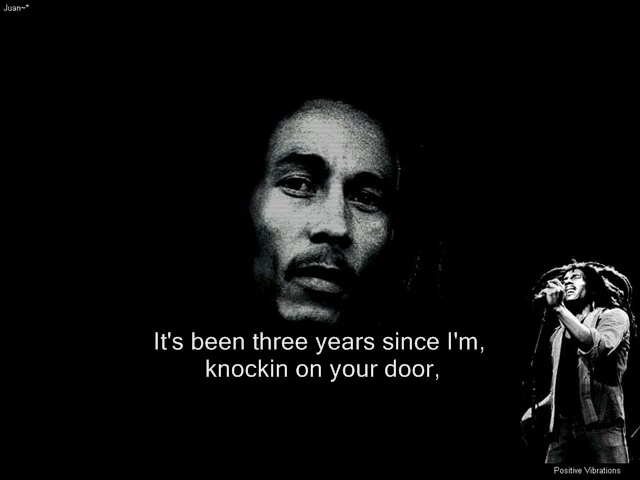 Juan~*
It's been three years since I'm,
knockin on your door,
Positive Vibrations